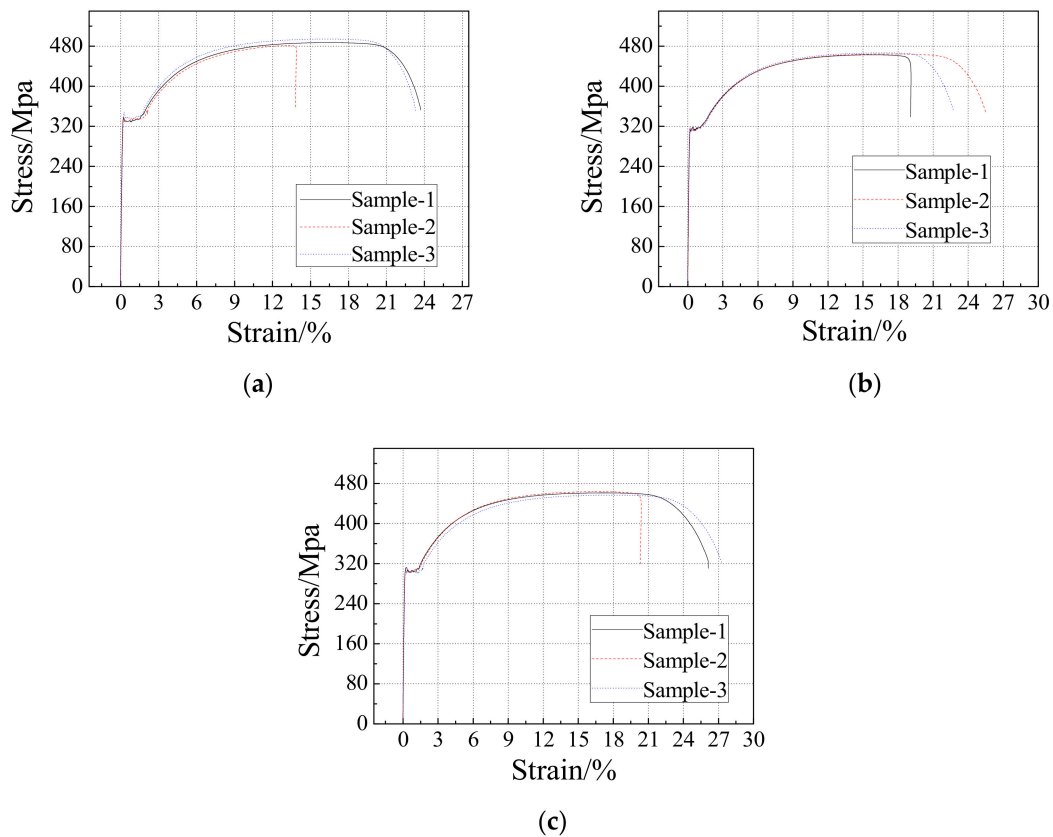 Stress/Mpa
480
400
320
240
160
80
0
Sample-1
Sample-2
Sample-3
0 3 6 9 12 15 18 21 24 27
Strain/%
(a)
Stress/Mpa
480
400
320
240
160
80
0
Sample-1
Sample-2
Sample-3
0 3 6 9 12 15 18 21 24 27 30
Strain/%
(b)
Stress/Mpa
480
400
320
240
160
80
0
Sample-1
Sample-2
Sample-3
0 3 6 9 12 15 18 21 24 27 30
Strain/%
(c)